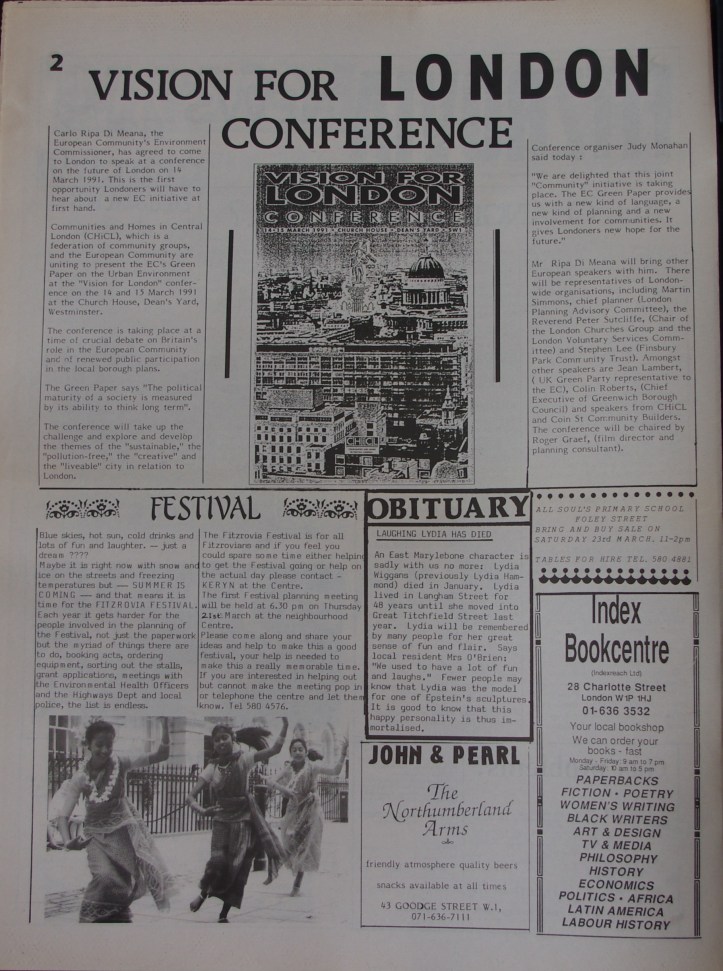 2
VISION FOR LONDON
CONFERENCE
Carlo Ripa Di Meana, the
European Community's Environment
Commissioner, has agreed to come
to London to speak at a conference
on the future of London on 14
March 1991. This is the first
opportunity Londoners will have to
hear about a new EC initiative at
first hand.
Communities and Homes in Central
London (CHiCL), which is a
federation of community groups,
and the European Community are
uniting to present the EC's Green
Paper on the Urban Environment
at the "Vision for London" confer-
ence on the 14 and 15 March 1991
at the Church House, Dean's Yard,
Westminster.
The conference is taking place at a
time of crucial debate on Britain's
role in the European Community
and of renewed public participation
in the local borough plans.
The Green Paper says "The political
maturity of a society is measured
by its ability to think long term".
The conference will take up the
challenge and explore and develop
the themes of the "sustainable," the
"pollution-free," the "creative" and
the "liveable" city in relation to
London.
VISION FOR
LONDON
CONFERENCE
14-15 MARCH 1991 • CHURCH HOUSE • DEAN'S YARD • SW1
Conference organiser Judy Monahan
said today :
"We are delighted that this joint
"Community" initiative is taking
place. The EC Green Paper provides
us with a new kind of language, a
new kind of planning and a new
involvement for communities. It
gives Londoners new hope for the
future."
Mr Ripa Di Meana will bring other
European speakers with him. There
will be representatives of London-
wide organisations, including Martin
Simmons, chief planner (London
Planning Advisory Committee), the
Reverend Peter Sutcliffe, (Chair of
the London Churches Group and the
London Voluntary Services Comm-
ittee) and Stephen Lee (Finsbury
Park Community Trust). Amongst
other speakers are Jean Lambert,
( UK Green Party representative to
the EC), Colin Roberts, (Chief
Executive of Greenwich Borough
Council) and speakers from CHiCL
and Coin St Community Builders.
The conference will be chaired by
Roger Graef, (film director and
planning consultant).
FESTIVAL
Blue skies, hot sun, cold drinks and
lots of fun and laughter. — just a
dream ????
Maybe it is right now with snow and
ice on the streets and freezing
temperatures but — SUMMER IS
COMING — and that means it is
time for the FITZROVIA FESTIVAL.
Each year it gets harder for the
people involved in the planning of
the Festival, not just the paperwork
but the myriad of things there are
to do, booking acts, ordering
equipment, sorting out the stalls,
grant applications, meetings with
the Environmental Health Officers
and the Highways Dept and local
police, the list is endless.
The Fitzrovia Festival is for all
Fitzrovians and if you feel you
could spare some time either helping
to get the Festival going or help on
the actual day please contact -
KERYN at the Centre.
The first Festival planning meeting
will be held at 6.30 pm on Thursday
21st March at the neighbourhood
Centre.
Please come along and share your
ideas and help to make this a good
festival, your help is needed to
make this a really memorable time.
If you are interested in helping out
but cannot make the meeting pop in
or telephone the centre and let them
know. Tel 580 4576.
OBITUARY
LAUGHING LYDIA HAS DIED
An East Marylebone character is
sadly with us no more: Lydia
Wiggans (previously Lydia Ham-
mond) died in January. Lydia
lived in Langham Street for
48 years until she moved into
Great Titchfield Street last
year. Lydia will be remembered
by many people for her great
sense of fun and flair. Says
local resident Mrs O'Brien:
"We used to have a lot of fun
and laughs." Fewer people may
know that Lydia was the model
for one of Epstein's sculptures.
It is good to know that this
happy personality is thus im-
mortalised.
JOHN & PEARL
The
Northumberland
Arms
friendly atmosphere quality beers
snacks available at all times
43 GOODGE STREET W.1,
071-636-7111
ALL SOUL'S PRIMARY SCHOOL
FOLEY STREET
BRING AND BUY SALE ON
SATURDAY 23rd MARCH, 11-2pm
TABLES FOR HIRE TEL. 580 4881
Index
Bookcentre
(Indexreach Ltd)
28 Charlotte Street
London W1P 1HJ
01-636 3532
Your local bookshop
We can order your
books - fast
Monday - Friday: 9 am to 7 pm
Saturday: 10 am to 6 pm
PAPERBACKS
FICTION • POETRY
WOMEN'S WRITING
BLACK WRITERS
ART & DESIGN
TV & MEDIA
PHILOSOPHY
HISTORY
ECONOMICS
POLITICS • AFRICA
LATIN AMERICA
LABOUR HISTORY